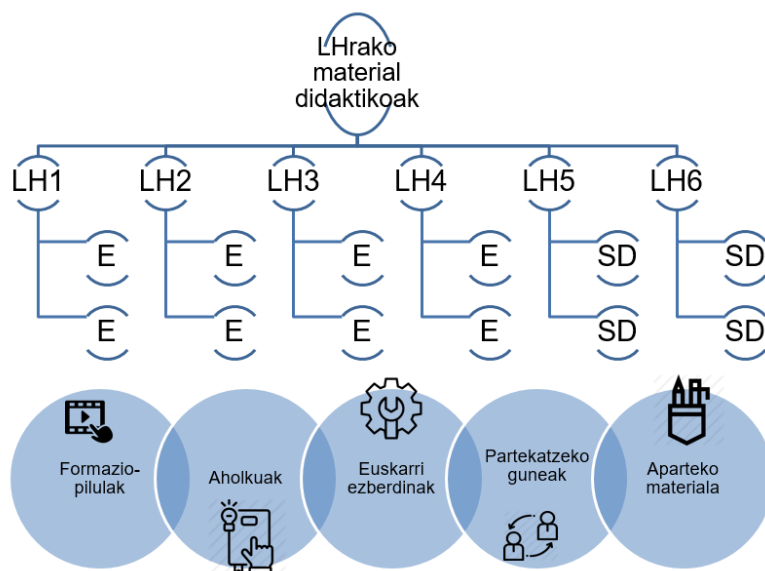 LHrako
material
didaktikoak
LH1 LH2 LH3 LH4 LH5 LH6
E E E E SD SD
E E E E SD SD
Formazio-
pilulak
Aholkuak
Euskarri
ezberdinak
Partekatzeko
guneak
Aparteko
materiala